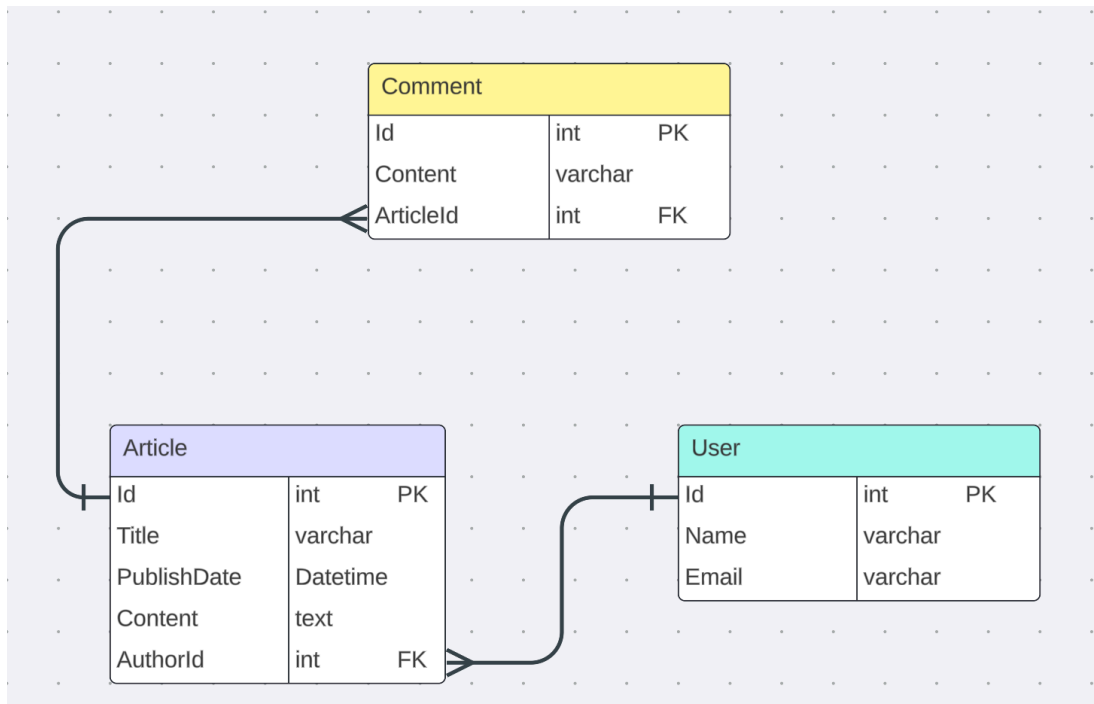 Comment
Id int PK
Content varchar
ArticleId int FK
Article
Id int PK
Title varchar
PublishDate Datetime
Content text
AuthorId int FK
User
Id int PK
Name varchar
Email varchar